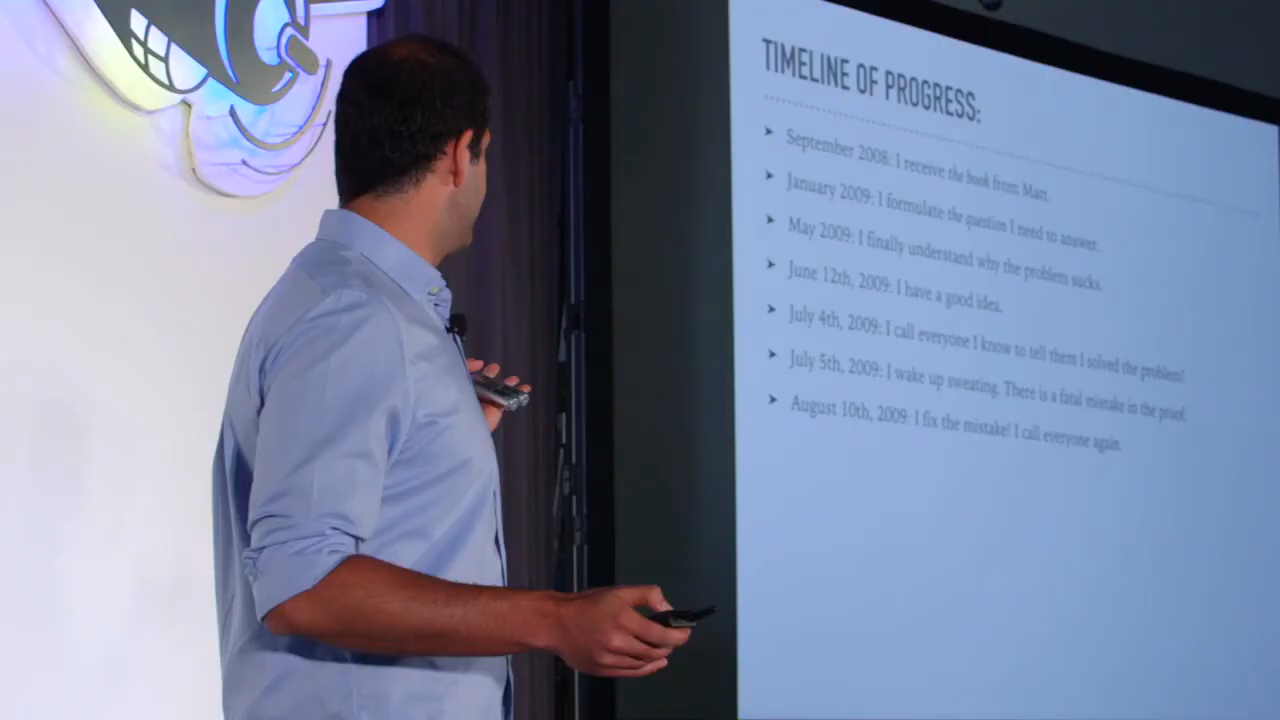 TIMELINE OF PROGRESS:
➤ September 2008: I receive the book from Matt.
➤ January 2009: I formulate the question I need to answer.
➤ May 2009: I finally understand why the problem sucks.
➤ June 12th, 2009: I have a good idea.
➤ July 4th, 2009: I call everyone I know to tell them I solved the problem!
➤ July 5th, 2009: I wake up sweating. There is a fatal mistake in the proof.
➤ August 10th, 2009: I fix the mistake! I call everyone again.